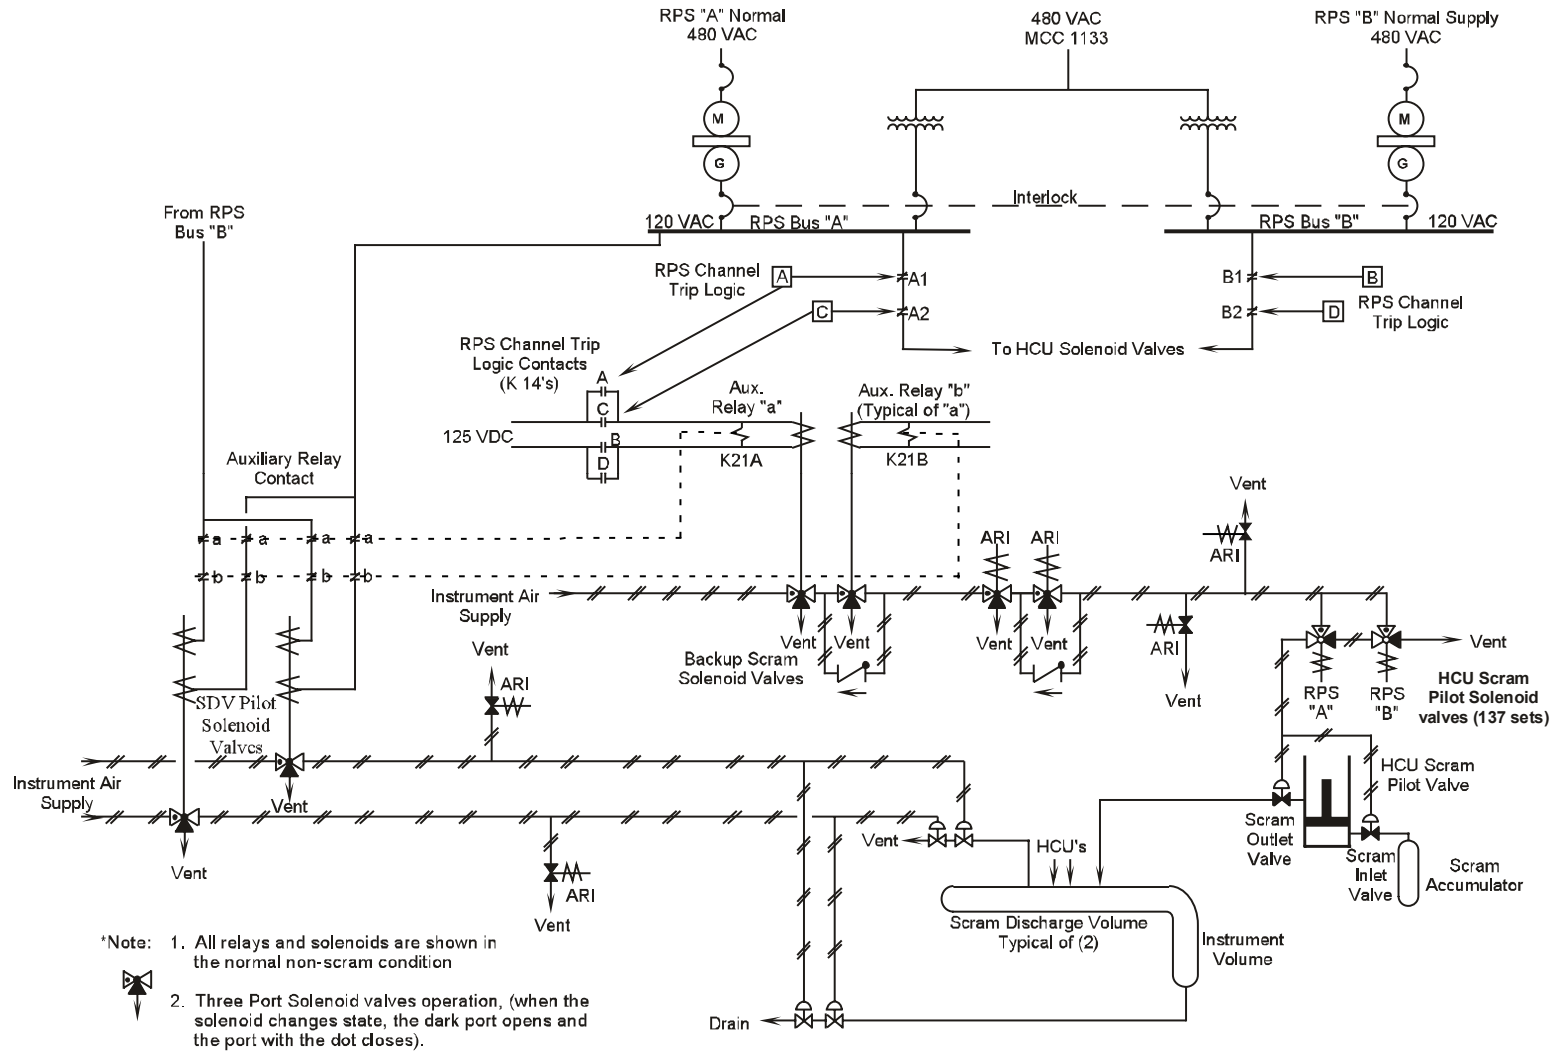 RPS "A" Normal
480 VAC
480 VAC
MCC 1133
RPS "B" Normal Supply
480 VAC
M
G
M
G
Interlock
From RPS
Bus "B"
120 VAC
RPS Bus "A"
RPS Bus "B"
120 VAC
RPS Channel
Trip Logic
A
A1
C
A2
B1
B
B2
D
RPS Channel
Trip Logic
To HCU Solenoid Valves
RPS Channel Trip
Logic Contacts
(K 14's)
A
C
B
D
125 VDC
Aux.
Relay "a"
K21A
Aux. Relay "b"
(Typical of "a")
K21B
Auxiliary Relay
Contact
a
a
a
a
b
b
b
b
Instrument Air
Supply
Vent
Vent
Backup Scram
Solenoid Valves
ARI
ARI
Vent
Vent
Vent
ARI
ARI
Vent
Vent
RPS
"A"
RPS
"B"
HCU Scram
Pilot Solenoid
valves (137 sets)
SDV Pilot
Solenoid
Valves
Vent
ARI
Instrument Air
Supply
Vent
Vent
ARI
Vent
Vent
HCU's
HCU Scram
Pilot Valve
Scram
Outlet
Valve
Scram
Inlet
Valve
Scram
Accumulator
Scram Discharge Volume
Typical of (2)
Instrument
Volume
Drain
*Note: 1. All relays and solenoids are shown in
the normal non-scram condition
2. Three Port Solenoid valves operation, (when the
solenoid changes state, the dark port opens and
the port with the dot closes).